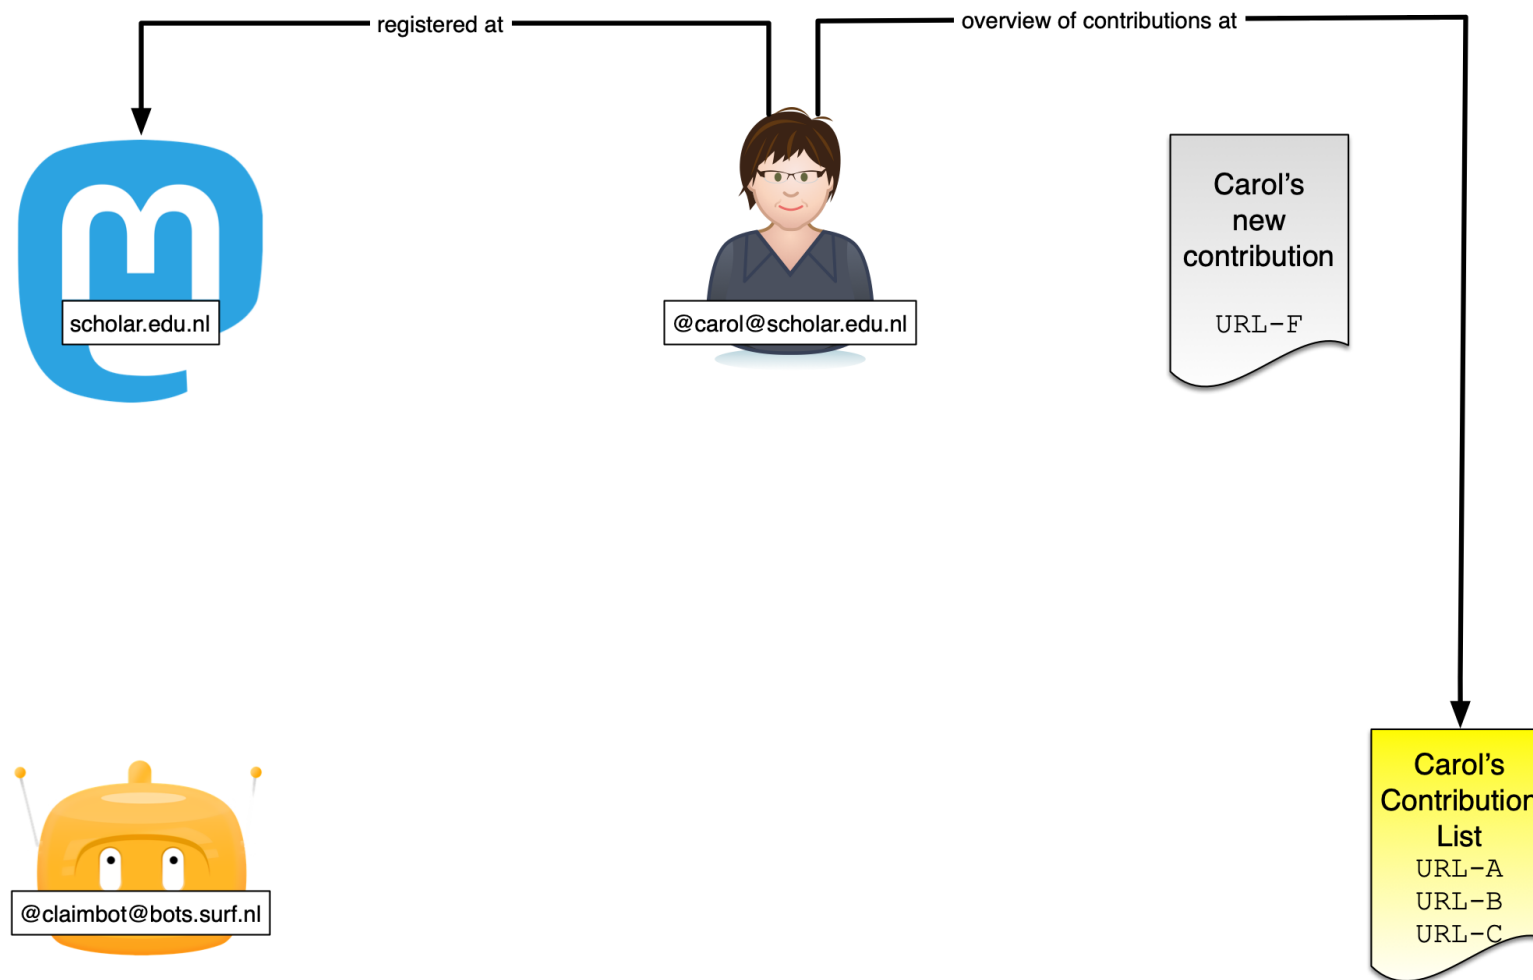 registered at
overview of contributions at
scholar.edu.nl
@carol@scholar.edu.nl
Carol's
new
contribution
URL-F
@claimbot@bots.surf.nl
Carol's
Contribution
List
URL-A
URL-B
URL-C